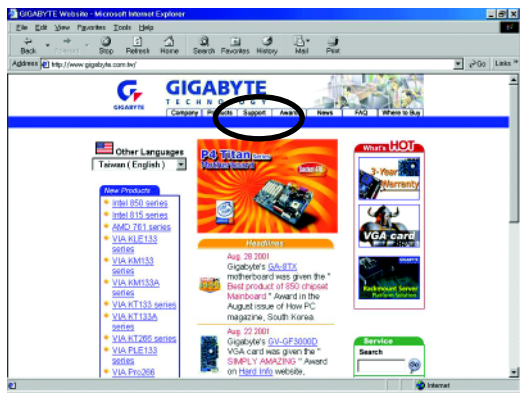 GIGABYTE Website - Microsoft Internet Explorer
File Edit View Favorites Tools Help
Back Stop Refresh Home Search Favorites History Mail Print
Address http://www.gigabyte.com.tw/ Go Links »
GIGABYTE
GIGABYTE
TECHNOLOGY
Company Products Support Award News FAQ Where to Buy
Other Languages
Taiwan ( English )
New Products
Intel 850 series
Intel 815 series
AMD 761 series
VIA KLE133
series
VIA KM133
series
VIA KM133A
series
VIA KT133 series
VIA KT133A
series
VIA KT266 series
VIA PLE133
series
VIA Pro266
P4 Titan Series
Motherboard
Socket 478
Headlines
Aug. 28 2001
Gigabyte's GA-8TX
motherboard was given the "
Best product of 850 chipset
Mainboard " Award in the
August issue of How PC
magazine, South Korea.
Aug. 22 2001
Gigabyte's GV-GF3000D
VGA card was given the "
SIMPLY AMAZING " Award
on Hard Info website,
What's HOT
3-Year
Warranty
VGA card
GIGABYTE
Rackmount Server
Platform Solution
Service
Search
GO
Internet